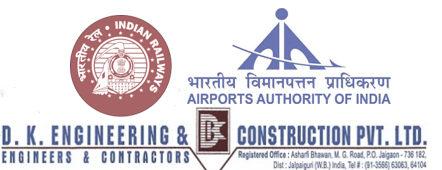 भारतीय रेल • INDIAN RAILWAYS
भारतीय विमानपत्तन प्राधिकरण
AIRPORTS AUTHORITY OF INDIA
D. K. ENGINEERING & CONSTRUCTION PVT. LTD.
ENGINEERS & CONTRACTORS
Registered Office : Asharfi Bhawan, M. G. Road, P.O. Jaigaon - 736 182,
Dist : Jalpaiguri (W.B.) India, Tel # : (91-3566) 63063, 64104